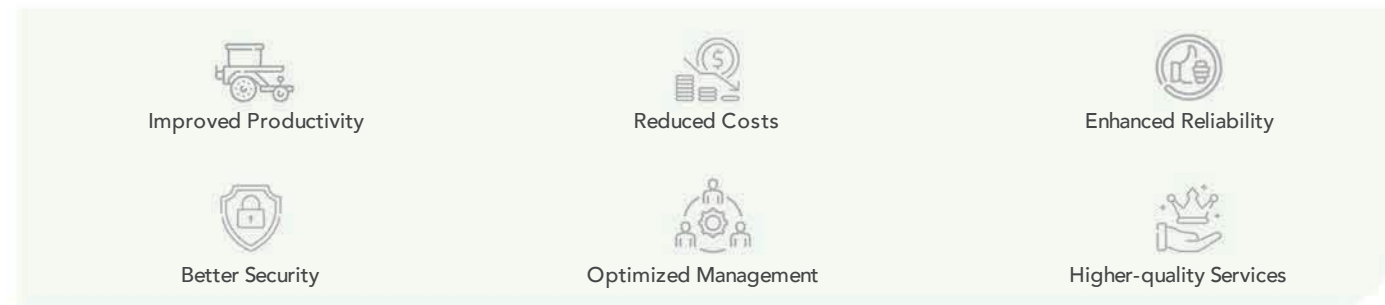 Improved Productivity
Reduced Costs
Enhanced Reliability
Better Security
Optimized Management
Higher-quality Services